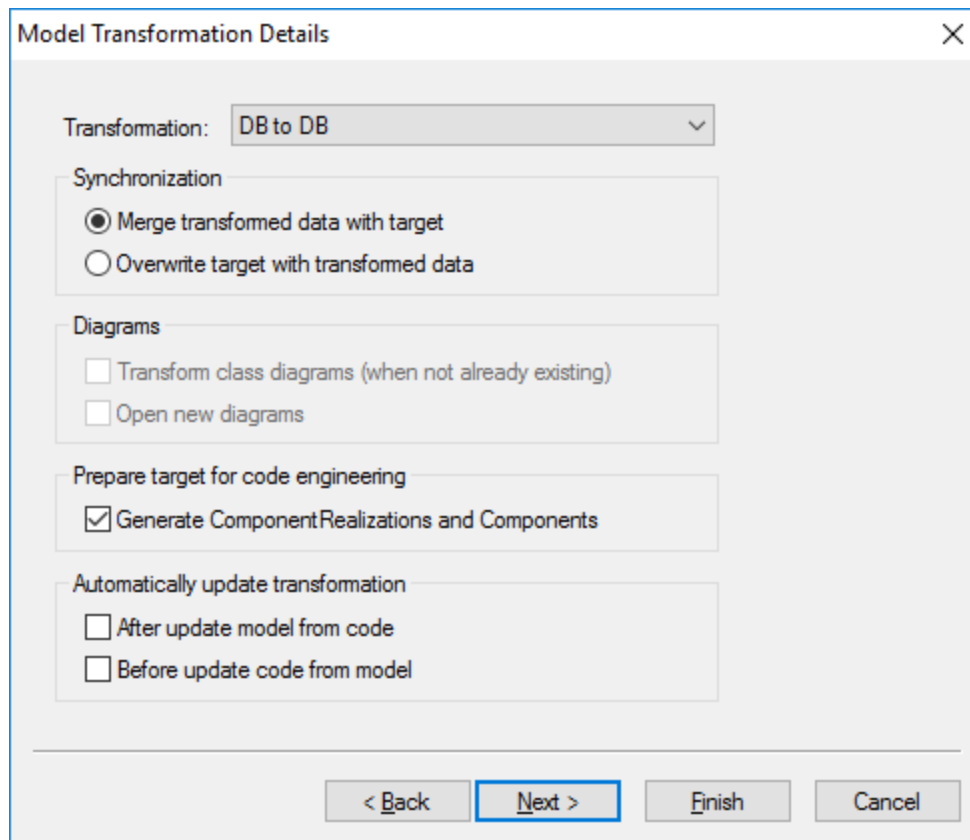 Model Transformation Details
Transformation: DB to DB
Synchronization
Merge transformed data with target
Overwrite target with transformed data
Diagrams
Transform class diagrams (when not already existing)
Open new diagrams
Prepare target for code engineering
Generate ComponentRealizations and Components
Automatically update transformation
After update model from code
Before update code from model
< Back Next > Finish Cancel